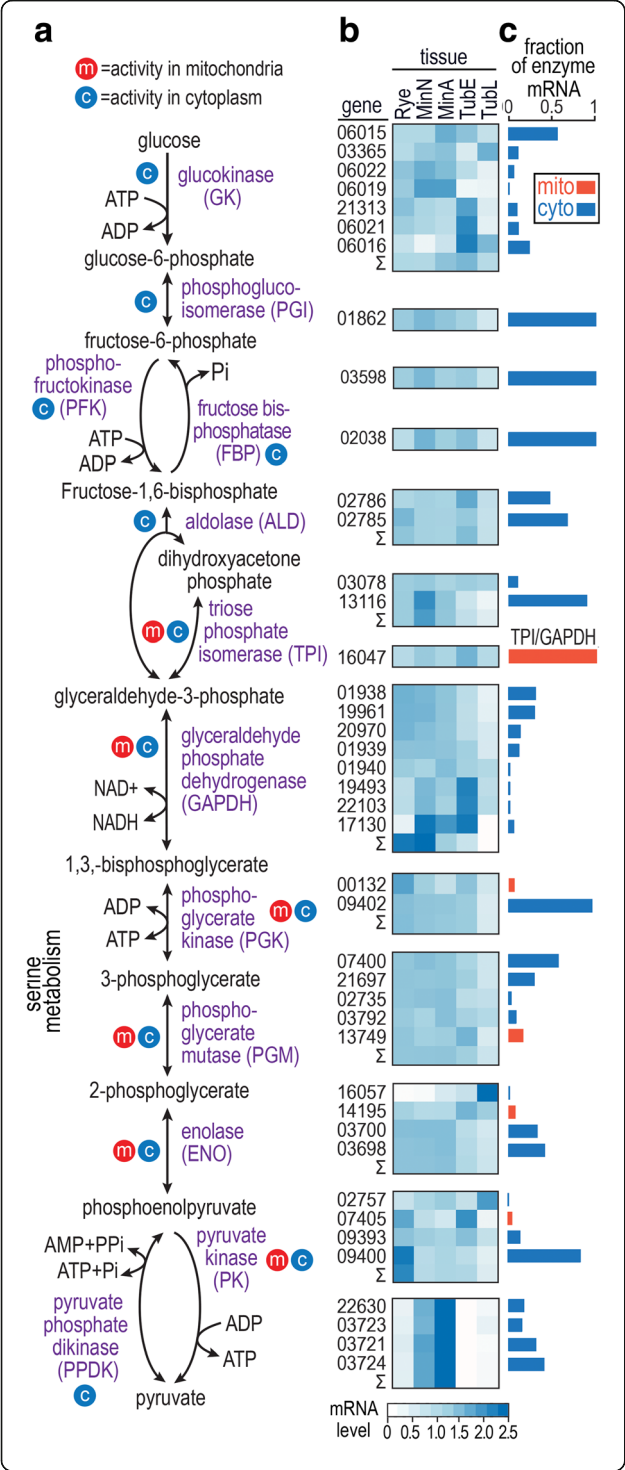 a
m =activity in mitochondria
c =activity in cytoplasm
glucose
c
glucokinase
(GK)
ATP
ADP
glucose-6-phosphate
c
phosphogluco-
isomerase (PGI)
fructose-6-phosphate
phospho-
fructokinase
c (PFK)
Pi
fructose bis-
phosphatase
(FBP) c
ATP
ADP
Fructose-1,6-bisphosphate
c
aldolase (ALD)
dihydroxyacetone
phosphate
triose
m c phosphate
isomerase (TPI)
glyceraldehyde-3-phosphate
m c
glyceraldehyde
phosphate
dehydrogenase
(GAPDH)
NAD+
NADH
1,3,-bisphosphoglycerate
ADP
ATP
phospho-
glycerate
kinase (PGK)
m c
serine
metabolism
3-phosphoglycerate
m c
phospho-
glycerate
mutase (PGM)
2-phosphoglycerate
m c
enolase
(ENO)
phosphoenolpyruvate
AMP+PPi
ATP+Pi
pyruvate
kinase
(PK)
m c
pyruvate
phosphate
dikinase
(PPDK)
c
ADP
ATP
pyruvate
b
tissue
gene
Rye
MinN
MinA
TubE
TubL
06015
03365
06022
06019
21313
06021
06016
Σ
01862
03598
02038
02786
02785
Σ
03078
13116
Σ
16047
01938
19961
20970
01939
01940
19493
22103
17130
Σ
00132
09402
Σ
07400
21697
02735
03792
13749
Σ
16057
14195
03700
03698
Σ
02757
07405
09393
09400
Σ
22630
03723
03721
03724
Σ
mRNA
level
0 0.5 1.0 1.5 2.0 2.5
c
fraction
of enzyme
mRNA
0 0.5 1
mito
cyto
TPI/GAPDH